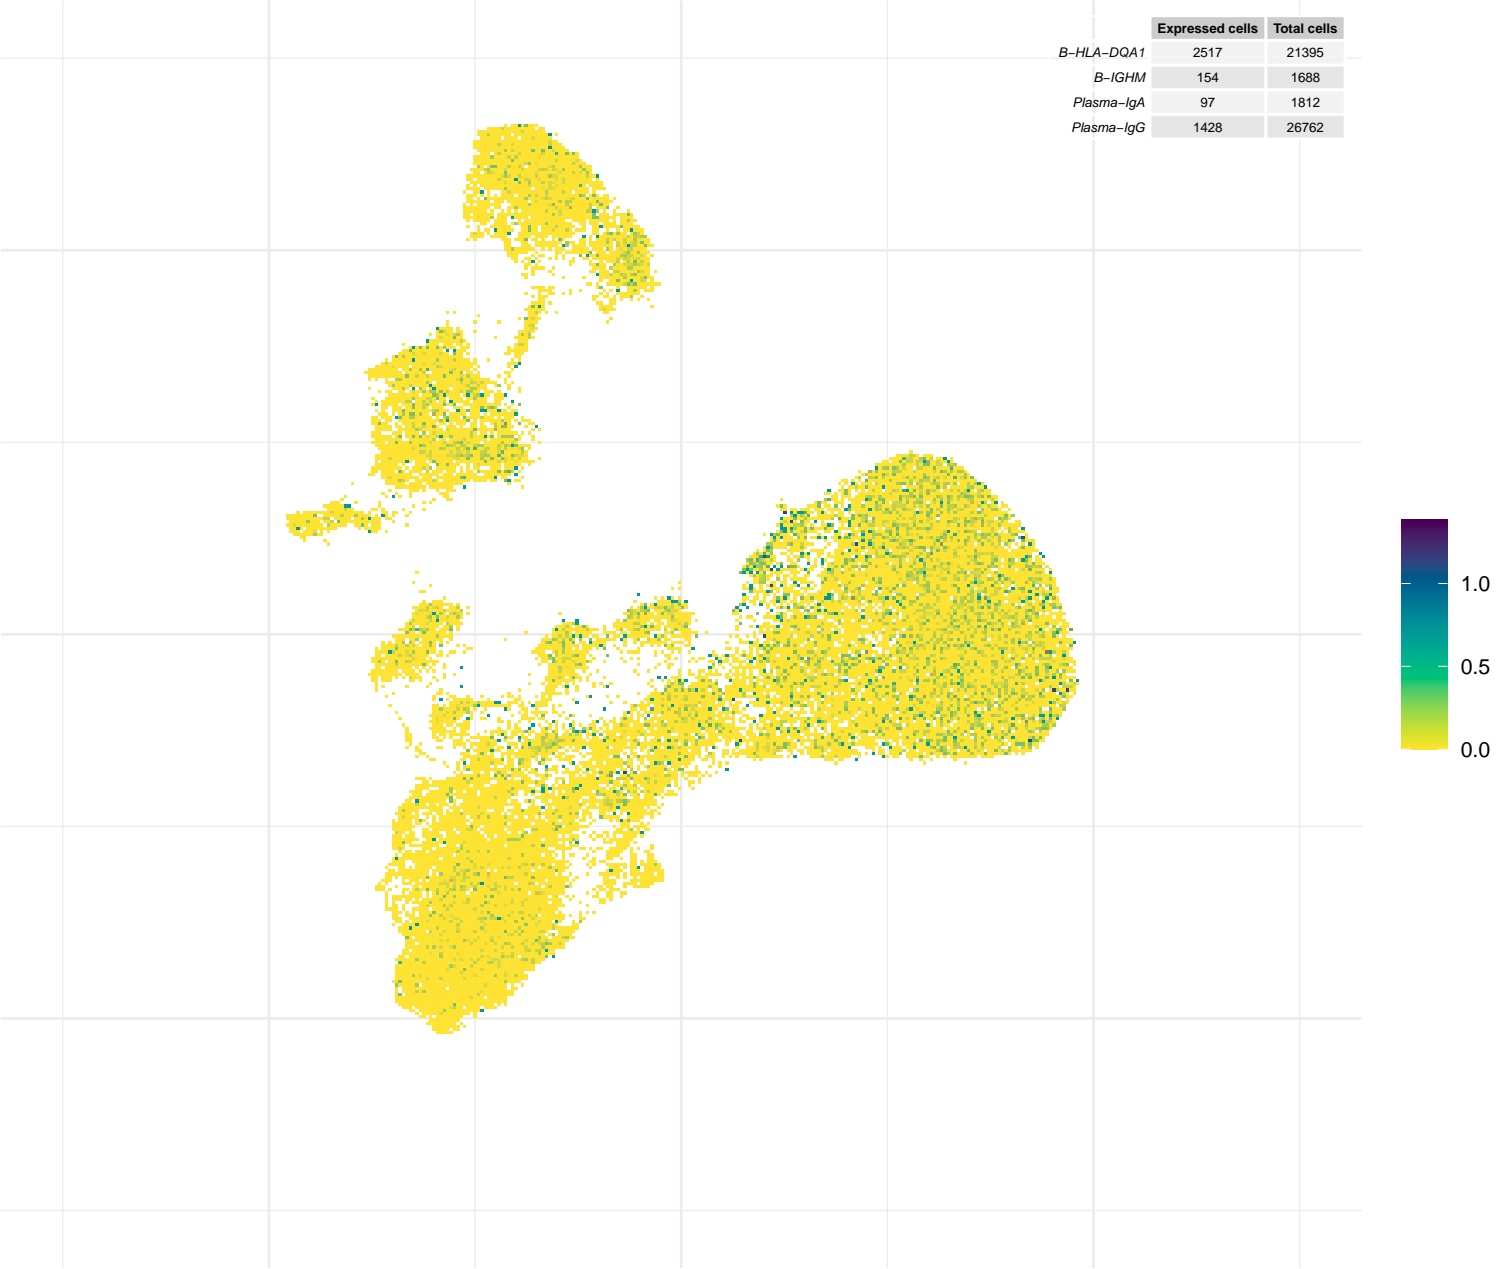 Expressed cells Total cells
B−HLA−DQA1 2517 21395
B−IGHM 154 1688
Plasma−IgA 97 1812
Plasma−IgG 1428 26762
1.0
0.5
0.0